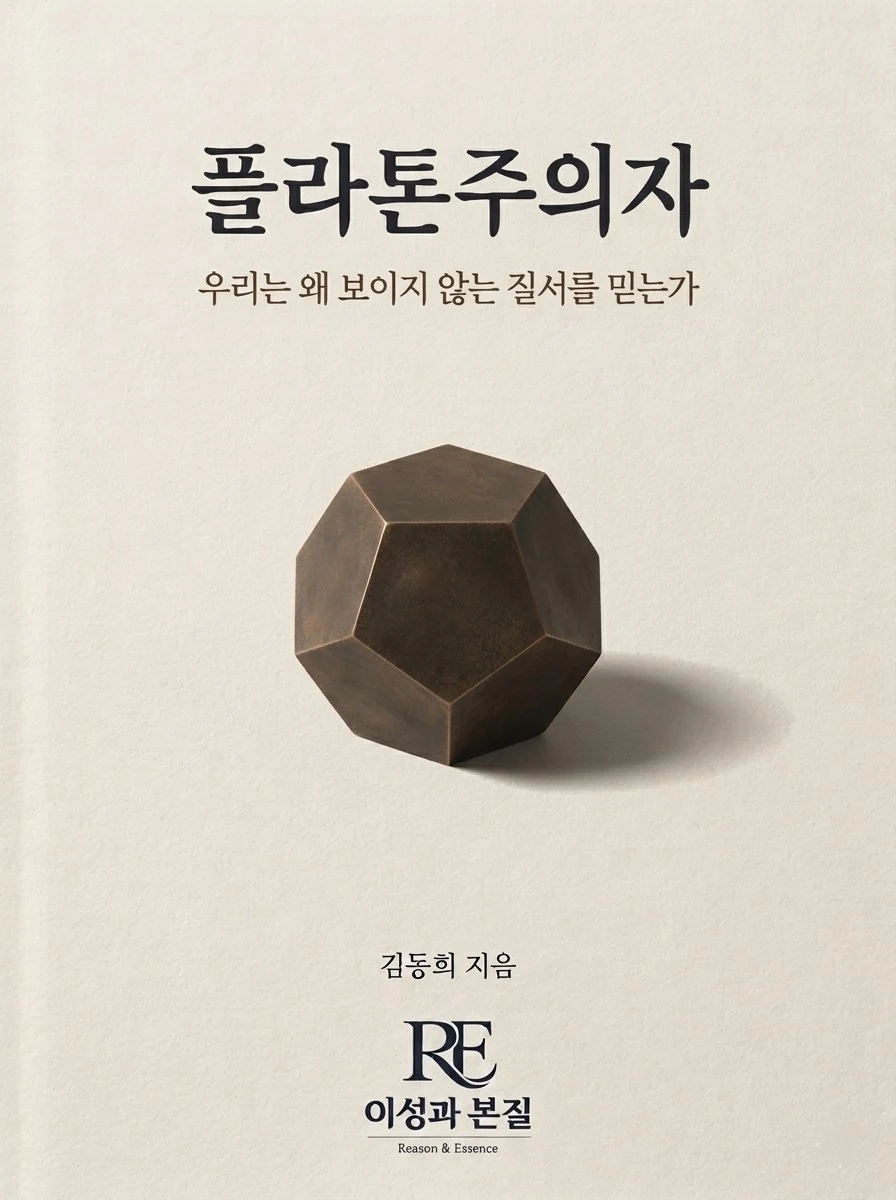 플라톤주의자
우리는 왜 보이지 않는 질서를 믿는가
김동희 지음
RE
이성과 본질
Reason & Essence